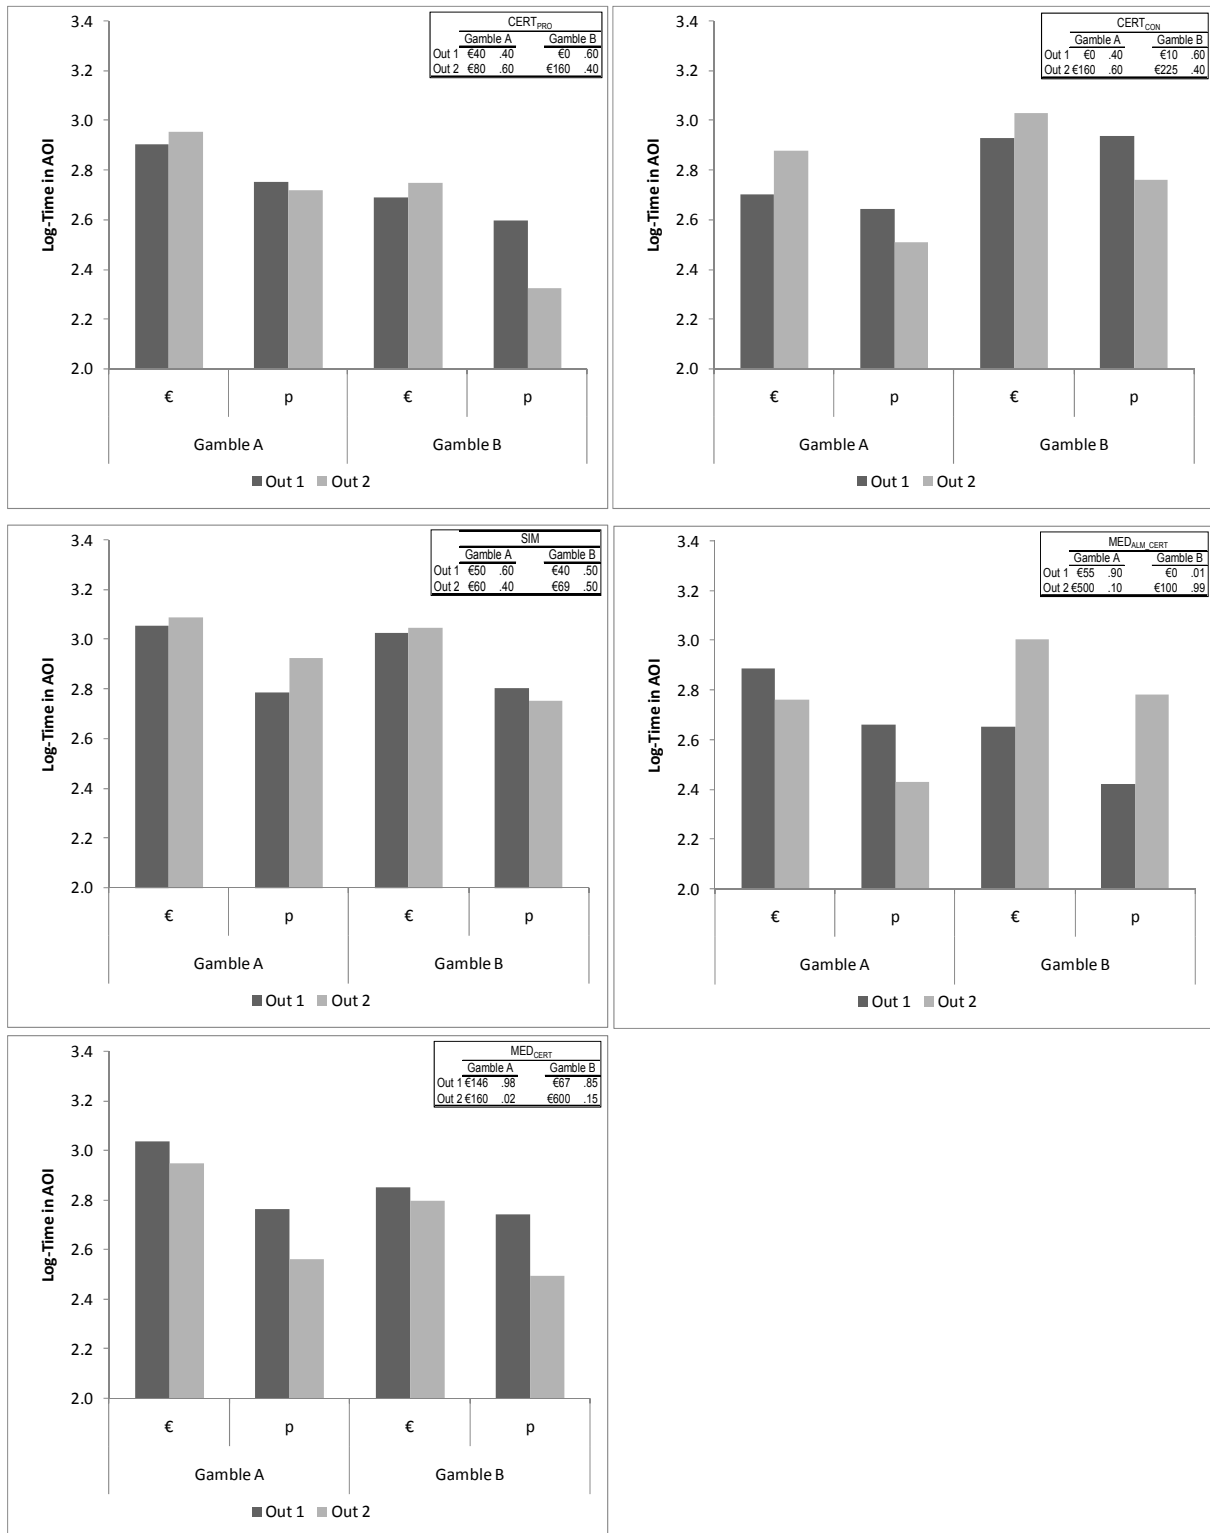 CERTPRO
Gamble A Gamble B
Out 1 €40 .40 €0 .60
Out 2 €80 .60 €160 .40
3.4
3.2
3.0
2.8
2.6
2.4
2.2
2.0
Log-Time in AOI
€ p € p
Gamble A Gamble B
Out 1 Out 2
CERTCON
Gamble A Gamble B
Out 1 €0 .40 €10 .60
Out 2 €160 .60 €225 .40
3.4
3.2
3.0
2.8
2.6
2.4
2.2
2.0
Log-Time in AOI
€ p € p
Gamble A Gamble B
Out 1 Out 2
SIM
Gamble A Gamble B
Out 1 €50 .60 €40 .50
Out 2 €60 .40 €69 .50
3.4
3.2
3.0
2.8
2.6
2.4
2.2
2.0
Log-Time in AOI
€ p € p
Gamble A Gamble B
Out 1 Out 2
MEDALM_CERT
Gamble A Gamble B
Out 1 €55 .90 €0 .01
Out 2 €500 .10 €100 .99
3.4
3.2
3.0
2.8
2.6
2.4
2.2
2.0
Log-Time in AOI
€ p € p
Gamble A Gamble B
Out 1 Out 2
MEDCERT
Gamble A Gamble B
Out 1 €146 .98 €67 .85
Out 2 €160 .02 €600 .15
3.4
3.2
3.0
2.8
2.6
2.4
2.2
2.0
Log-Time in AOI
€ p € p
Gamble A Gamble B
Out 1 Out 2